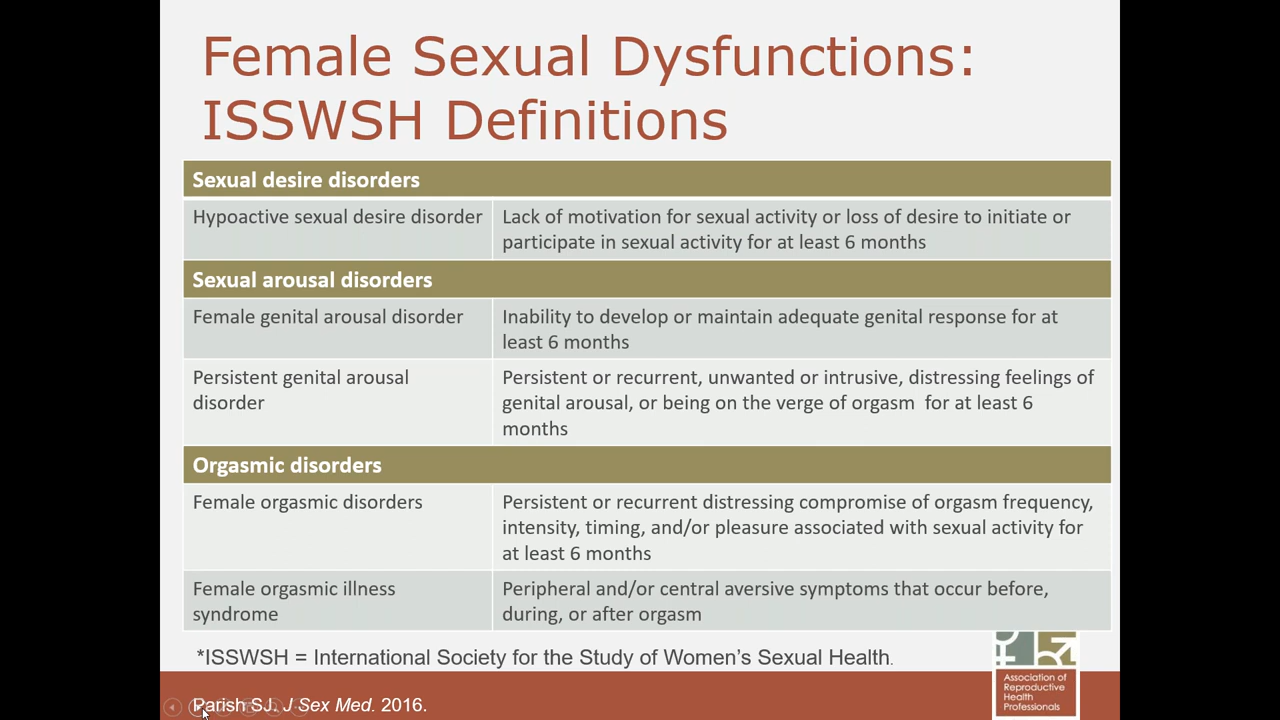 Female Sexual Dysfunctions:
ISSWSH Definitions
Sexual desire disorders
Hypoactive sexual desire disorder
Lack of motivation for sexual activity or loss of desire to initiate or
participate in sexual activity for at least 6 months
Sexual arousal disorders
Female genital arousal disorder
Inability to develop or maintain adequate genital response for at
least 6 months
Persistent genital arousal
disorder
Persistent or recurrent, unwanted or intrusive, distressing feelings of
genital arousal, or being on the verge of orgasm for at least 6
months
Orgasmic disorders
Female orgasmic disorders
Persistent or recurrent distressing compromise of orgasm frequency,
intensity, timing, and/or pleasure associated with sexual activity for
at least 6 months
Female orgasmic illness
syndrome
Peripheral and/or central aversive symptoms that occur before,
during, or after orgasm
*ISSWSH = International Society for the Study of Women's Sexual Health.
Parish SJ. J Sex Med. 2016.
Association of
Reproductive
Health
Professionals